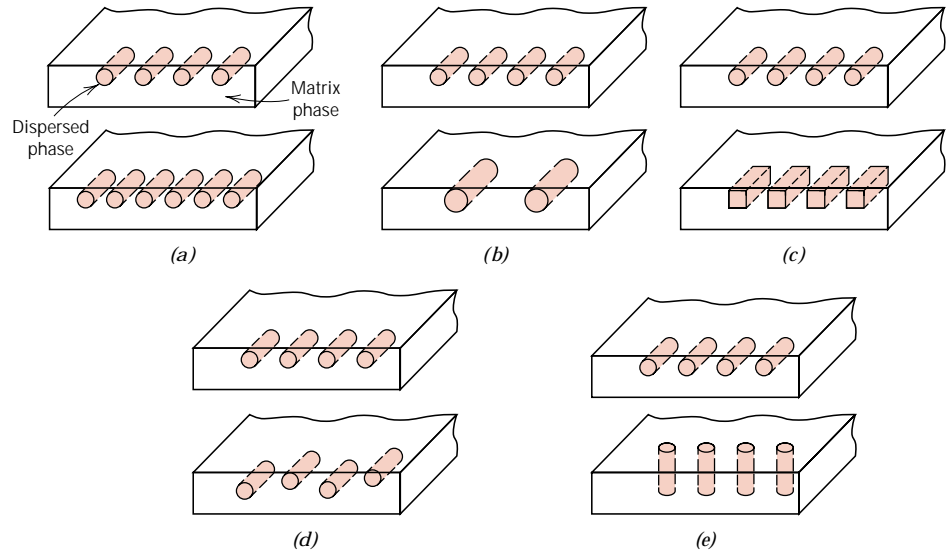 Matrix
phase
Dispersed
phase
(a)
(b)
(c)
(d)
(e)